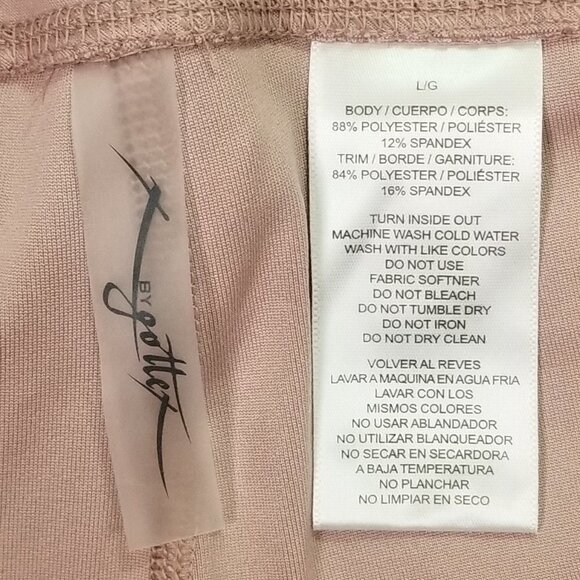 X
BY
gottex
L/G
BODY / CUERPO / CORPS:
88% POLYESTER / POLIÉSTER
12% SPANDEX
TRIM / BORDE / GARNITURE:
84% POLYESTER / POLIÉSTER
16% SPANDEX
TURN INSIDE OUT
MACHINE WASH COLD WATER
WASH WITH LIKE COLORS
DO NOT USE
FABRIC SOFTNER
DO NOT BLEACH
DO NOT TUMBLE DRY
DO NOT IRON
DO NOT DRY CLEAN
VOLVER AL REVES
LAVAR A MAQUINA EN AGUA FRIA
LAVAR CON LOS
MISMOS COLORES
NO USAR ABLANDADOR
NO UTILIZAR BLANQUEADOR
NO SECAR EN SECARDORA
A BAJA TEMPERATURA
NO PLANCHAR
NO LIMPIAR EN SECO